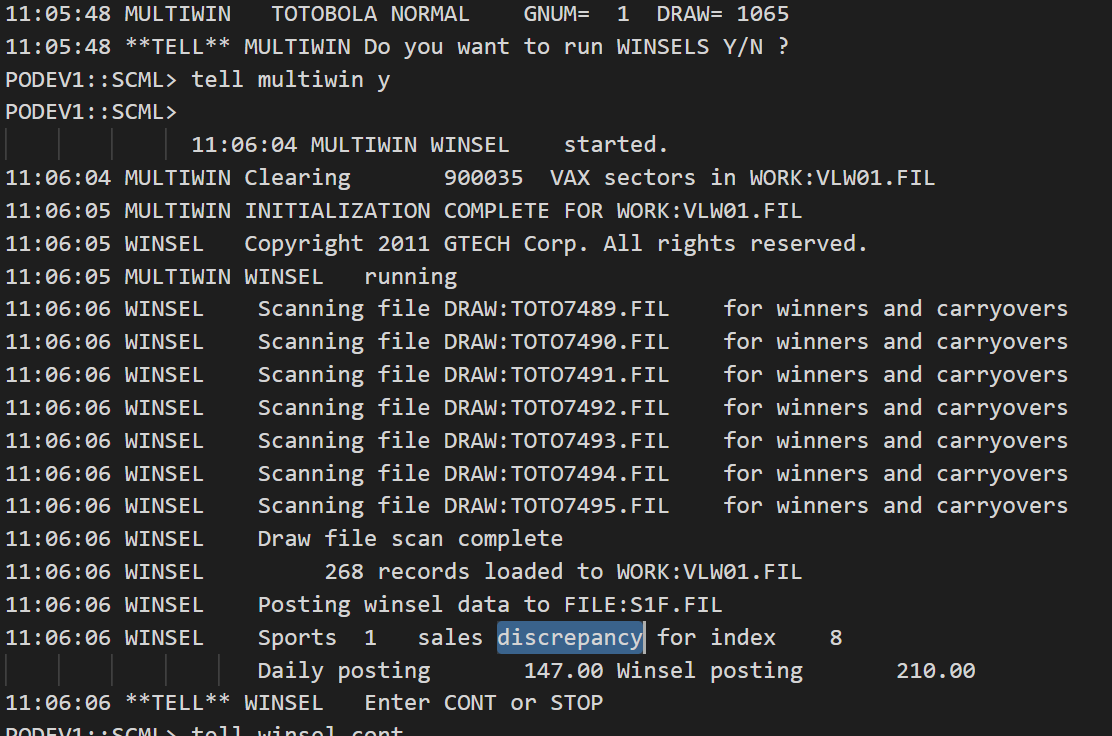 11:05:48 MULTIWIN   TOTOBOLA NORMAL    GNUM=  1  DRAW= 1065
11:05:48 **TELL** MULTIWIN Do you want to run WINSELS Y/N ?
PODEV1::SCML> tell multiwin y
PODEV1::SCML>
              11:06:04 MULTIWIN WINSEL    started.
11:06:04 MULTIWIN Clearing       900035  VAX sectors in WORK:VLW01.FIL
11:06:05 MULTIWIN INITIALIZATION COMPLETE FOR WORK:VLW01.FIL
11:06:05 WINSEL   Copyright 2011 GTECH Corp. All rights reserved.
11:06:05 MULTIWIN WINSEL   running
11:06:06 WINSEL    Scanning file DRAW:TOTO7489.FIL    for winners and carryovers
11:06:06 WINSEL    Scanning file DRAW:TOTO7490.FIL    for winners and carryovers
11:06:06 WINSEL    Scanning file DRAW:TOTO7491.FIL    for winners and carryovers
11:06:06 WINSEL    Scanning file DRAW:TOTO7492.FIL    for winners and carryovers
11:06:06 WINSEL    Scanning file DRAW:TOTO7493.FIL    for winners and carryovers
11:06:06 WINSEL    Scanning file DRAW:TOTO7494.FIL    for winners and carryovers
11:06:06 WINSEL    Scanning file DRAW:TOTO7495.FIL    for winners and carryovers
11:06:06 WINSEL    Draw file scan complete
11:06:06 WINSEL         268 records loaded to WORK:VLW01.FIL
11:06:06 WINSEL    Posting winsel data to FILE:S1F.FIL
11:06:06 WINSEL    Sports  1   sales discrepancy for index    8
                   Daily posting       147.00 Winsel posting       210.00
11:06:06 **TELL** WINSEL   Enter CONT or STOP
PODEV1::SCML> tell winsel cont